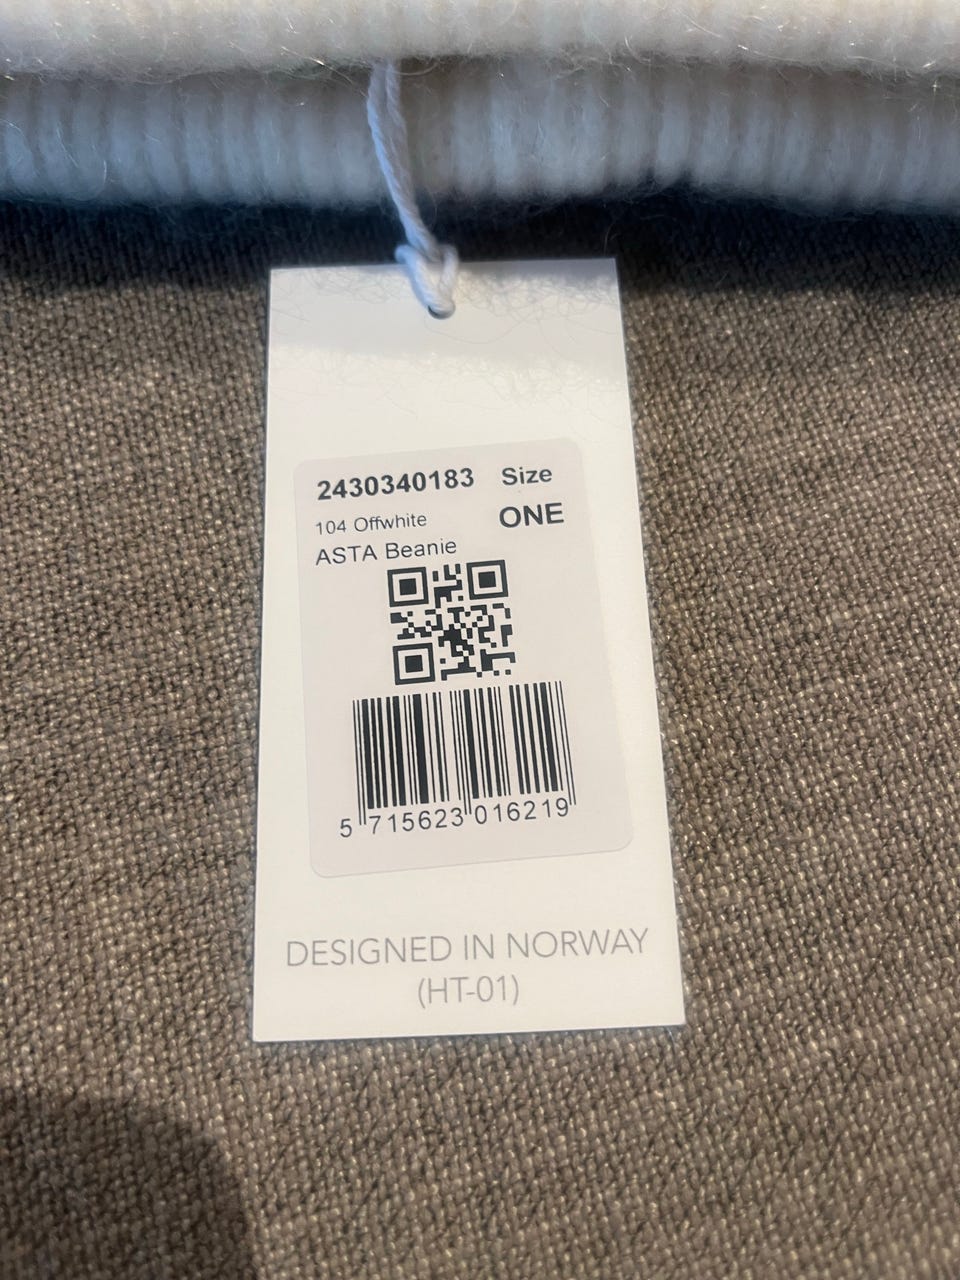 2430340183 Size
104 Offwhite ONE
ASTA Beanie
5 715623 016219
DESIGNED IN NORWAY
(HT-01)